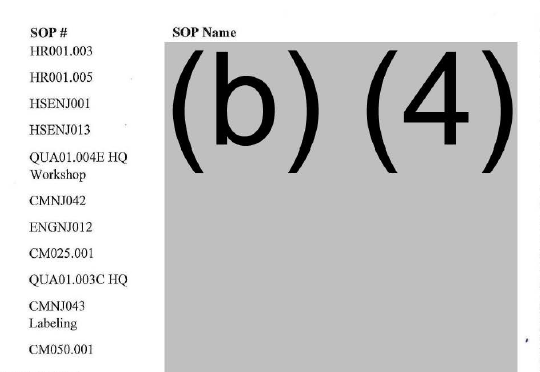 SOP # SOP Name
HR001.003
(b) (4)
HR001.005
HSENJ001
HSENJ013
QUA01.004E HQ
Workshop
CMNJ042
ENGNJ012
CM025.001
QUA01.003C HQ
CMNJ043
Labeling
CM050.001